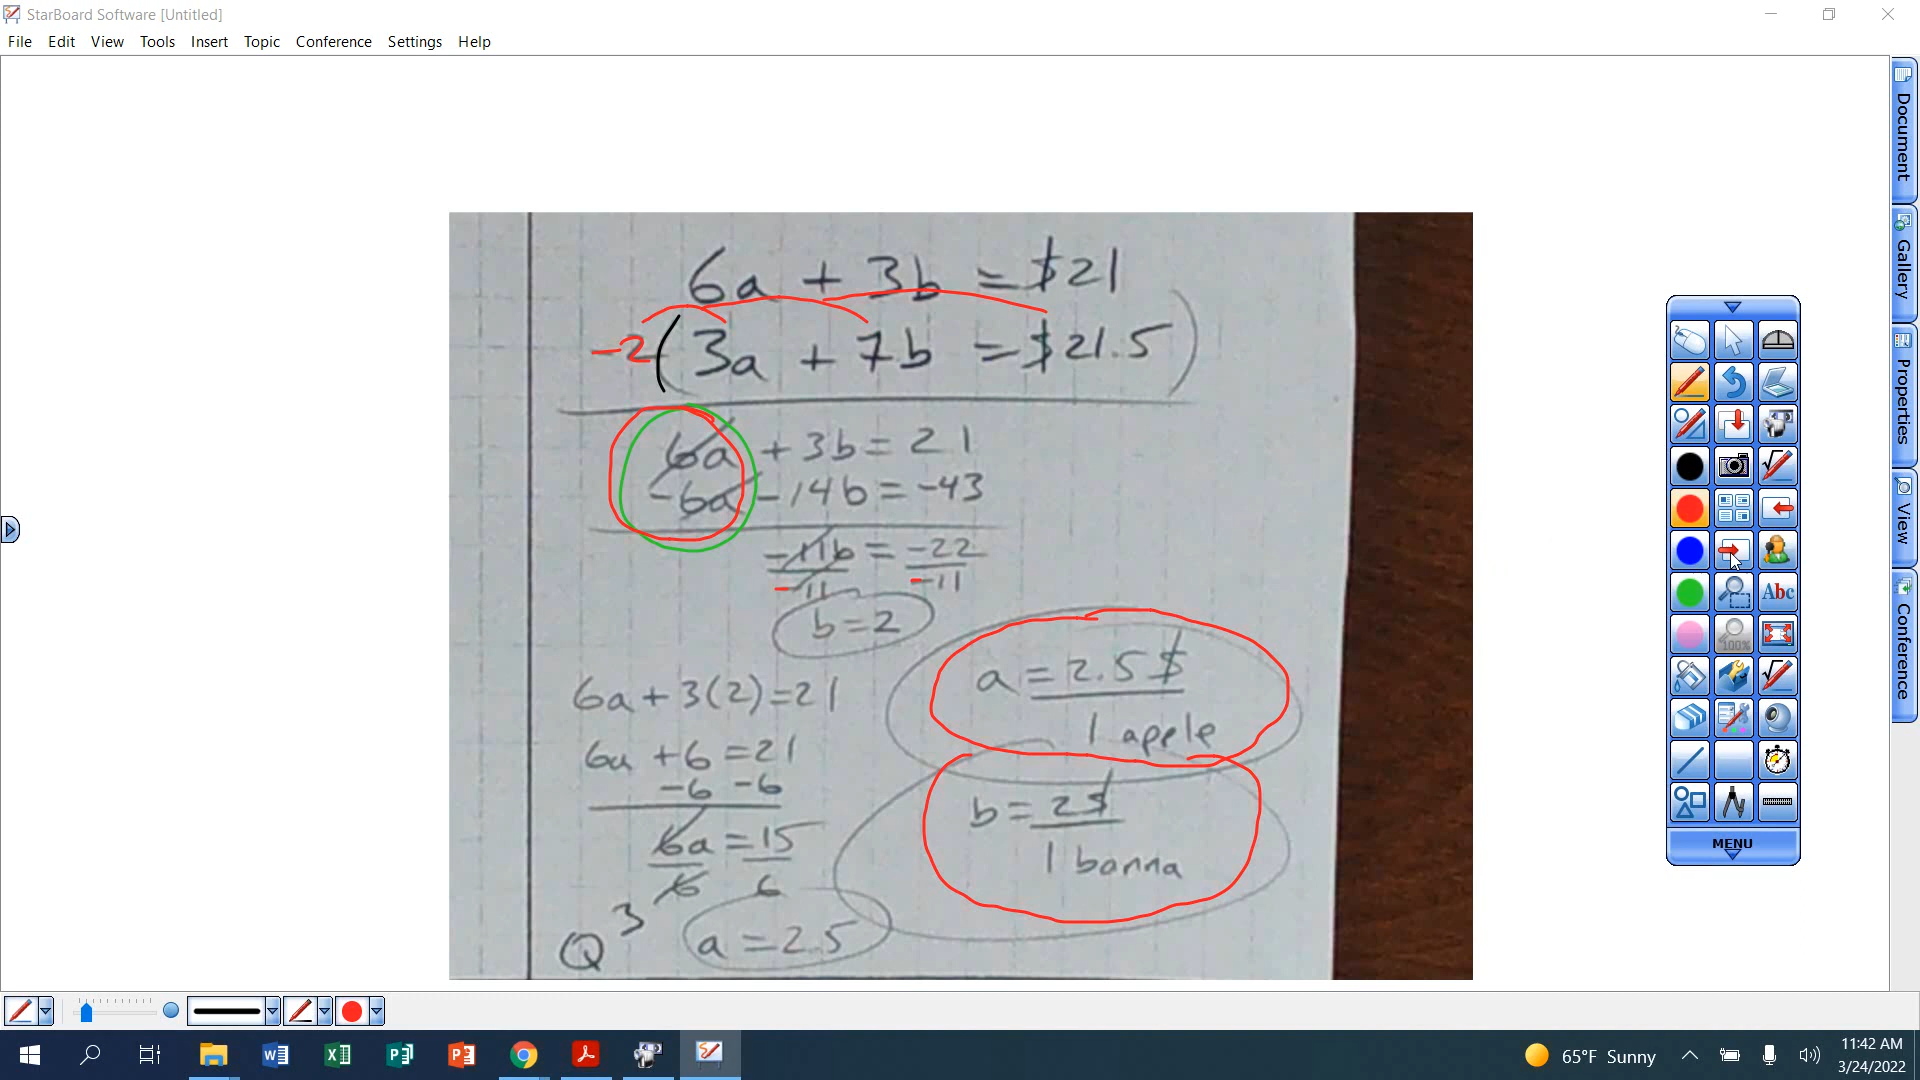 StarBoard Software [Untitled]
File Edit View Tools Insert Topic Conference Settings Help
Document
Gallery
Properties
View
Conference
6a + 3b = $21
-2(3a + 7b = $21.5)
6a + 3b = 21
-6a - 14b = -43
-11b = -22
-11 -11
b = 2
6a + 3(2) = 21
6a + 6 = 21
-6 -6
6a = 15
6 6
a = 2.5
Q3
a = 2.5$
1 apple
b = 2$
1 banna
Abc
100%
MENU
65°F Sunny
11:42 AM
3/24/2022